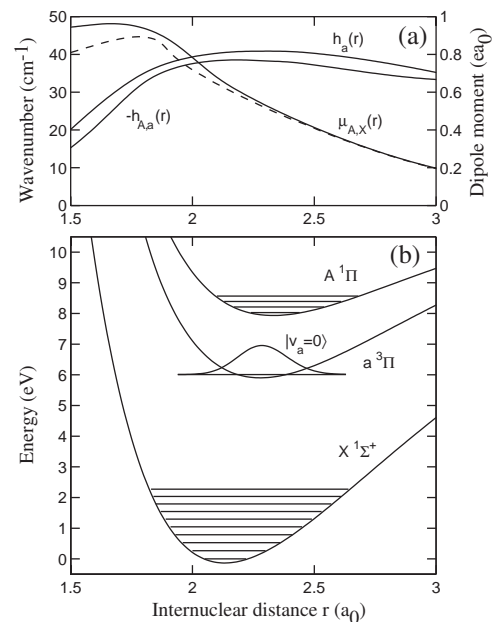 50
40
30
20
10
0
Wavenumber (cm⁻¹)
(a)
hₐ(r)
-h_A,a(r)
μ_A,X(r)
1
0.8
0.6
0.4
0.2
0
Dipole moment (ea₀)
1.5
2
2.5
3
(b)
10
9
8
7
6
5
4
3
2
1
0
Energy (eV)
A ¹Π
|vₐ=0⟩
a ³Π
X ¹Σ⁺
1.5
2
2.5
3
Internuclear distance r (a₀)